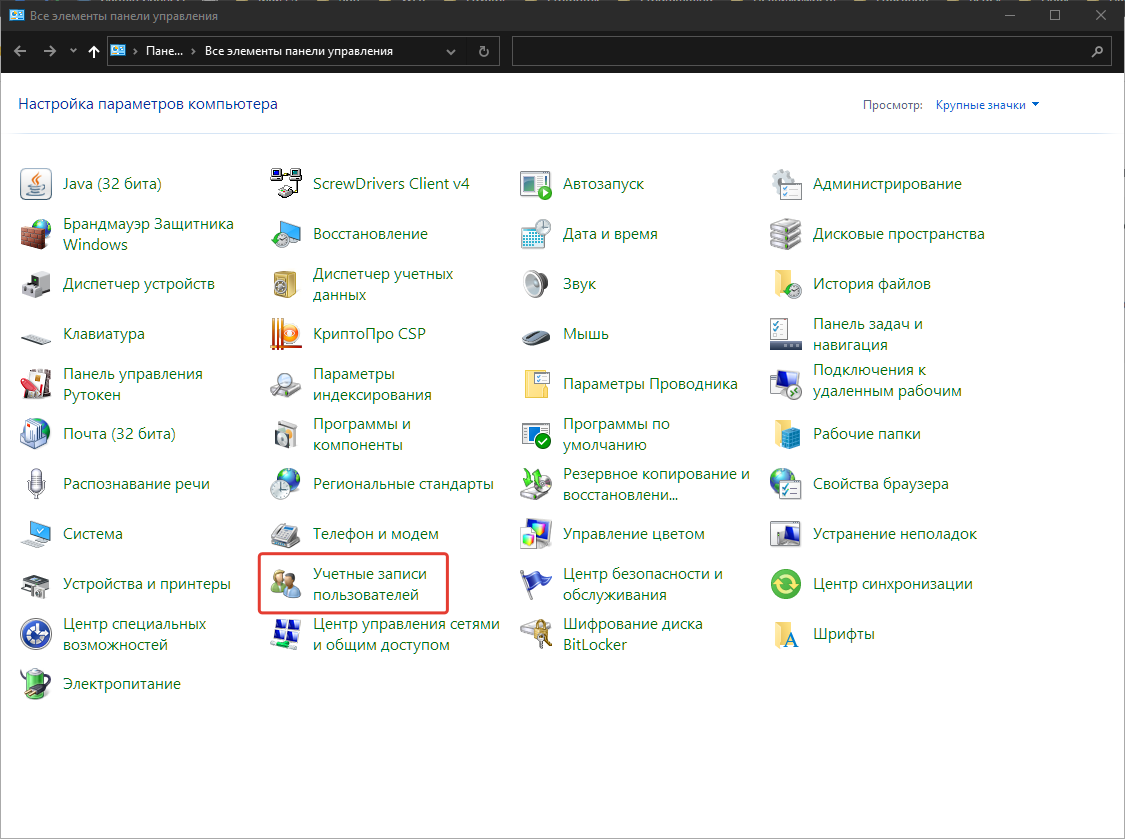 Все элементы панели управления
Пане... Все элементы панели управления
Настройка параметров компьютера
Просмотр: Крупные значки
Java (32 бита)
ScrewDrivers Client v4
Автозапуск
Администрирование
Брандмауэр Защитника
Windows
Восстановление
Дата и время
Дисковые пространства
Диспетчер устройств
Диспетчер учетных
данных
Звук
История файлов
Клавиатура
КриптоПро CSP
Мышь
Панель задач и
навигация
Панель управления
Рутокен
Параметры
индексирования
Параметры Проводника
Подключения к
удаленным рабочим
Почта (32 бита)
Программы и
компоненты
Программы по
умолчанию
Рабочие папки
Распознавание речи
Региональные стандарты
Резервное копирование и
восстановлени...
Свойства браузера
Система
Телефон и модем
Управление цветом
Устранение неполадок
Устройства и принтеры
Учетные записи
пользователей
Центр безопасности и
обслуживания
Центр синхронизации
Центр специальных
возможностей
Центр управления сетями
и общим доступом
Шифрование диска
BitLocker
Шрифты
Электропитание